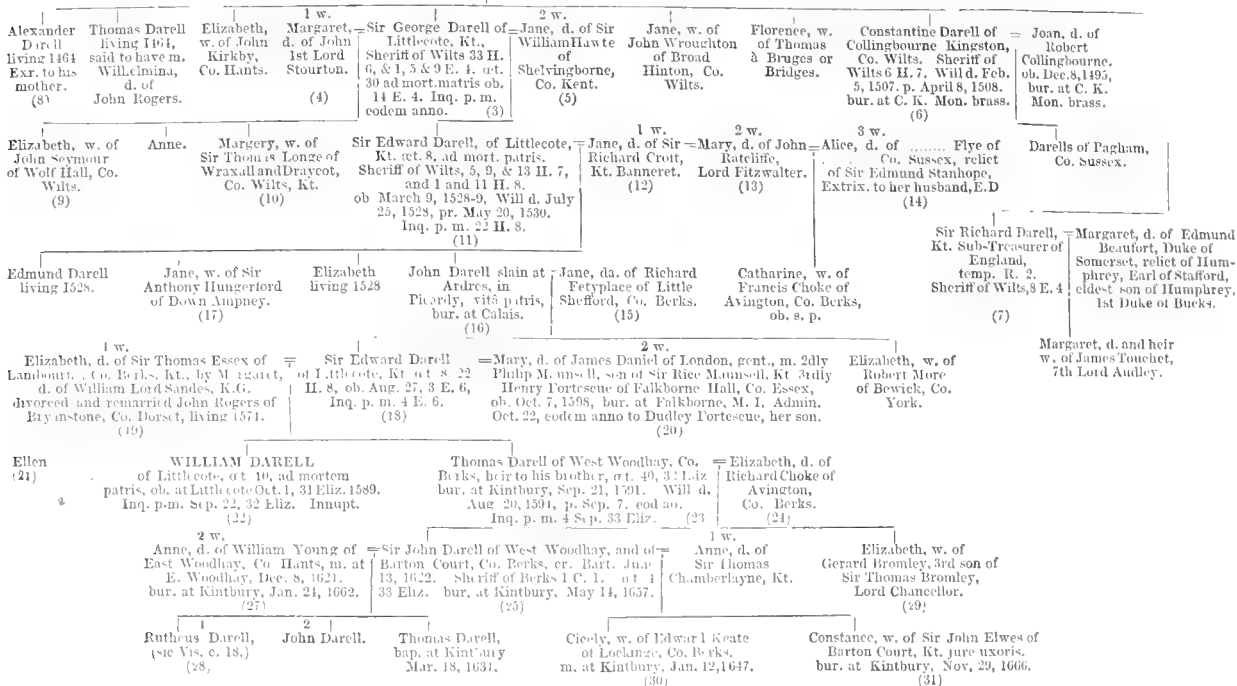 Alexander
Darell
living 1464
Exr. to his
mother.
(8)
Thomas Darell
living 1464,
said to have m.
Wilhelmina,
d. of
John Rogers.
Elizabeth,
w. of John
Kirkby,
Co. Hants.
1 w.
Margaret,
d. of John
1st Lord
Stourton.
(4)
=Sir George Darell of=
Littlecote, Kt.,
Sheriff of Wilts 33 H.
6, & 1, 5 & 9 E. 4. æt.
30 ad mort. matris ob.
14 E. 4. Inq. p. m.
eodem anno. (3)
2 w.
Jane, d. of Sir
William Hawte
of
Shelvingborne,
Co. Kent.
(5)
Jane, w. of
John Wroughton
of Broad
Hinton, Co.
Wilts.
Florence, w.
of Thomas
à Bruges or
Bridges.
Constantine Darell of =
Collingbourne Kingston,
Co. Wilts. Sheriff of
Wilts 6 H. 7. Will d. Feb.
5, 1507. p. April 8, 1508.
bur. at C. K. Mon. brass.
(6)
Joan, d. of
Robert
Collingbourne.
ob. Dec. 8, 1495,
bur. at C. K.
Mon. brass.
Elizabeth, w. of
John Seymour
of Wolf Hall, Co.
Wilts.
(9)
Anne.
Margery, w. of
Sir Thomas Longe of
Wraxall and Draycot,
Co. Wilts, Kt.
(10)
Sir Edward Darell, of Littlecote,=
Kt. æt. 8, ad mort. patris.
Sheriff of Wilts, 5, 9, & 13 H. 7,
and 1 and 11 H. 8.
ob March 9, 1528-9, Will d. July
25, 1528, pr. May 20, 1530.
Inq. p. m. 22 H. 8.
(11)
1 w.
Jane, d. of Sir
Richard Crott,
Kt. Banneret.
(12)
2 w.
=Mary, d. of John
Ratcliffe,
Lord Fitzwalter.
(13)
3 w.
=Alice, d. of ........ Flye of
Co. Sussex, relict
of Sir Edmund Stanhope,
Extrix. to her husband, E.D
(14)
Darells of Pagham,
Co. Sussex.
Sir Richard Darell, =
Kt. Sub-Treasurer of
England,
temp. R. 2.
Sheriff of Wilts, 8 E. 4
(7)
Margaret, d. of Edmund
Beaufort, Duke of
Somerset, relict of Hum-
phrey, Earl of Stafford,
eldest son of Humphrey,
1st Duke of Bucks.
Edmund Darell
living 1528.
Jane, w. of Sir
Anthony Hungerford
of Down Ampney.
(17)
Elizabeth
living 1528
John Darell slain at =
Ardres, in
Picardy, vitâ patris,
bur. at Calais.
(16)
Jane, da. of Richard
Fetyplace of Little
Shefford, Co. Berks.
(15)
Catharine, w. of
Francis Choke of
Avington, Co. Berks,
ob. s. p.
Margaret, d. and heir
w. of James Touchet,
7th Lord Audley.
1 w.
Elizabeth, d. of Sir Thomas Essex of =
Co. Berks, Kt., by Margaret,
d. of William Lord Sandes, K.G.
divorced and remarried John Rogers of
Brymstone, Co. Dorset, living 1571.
(19)
Sir Edward Darell
of Littlecote, Kt æt 8 22
H. 8, ob. Aug. 27, 3 E. 6,
Inq. p. m. 4 E. 6.
(18)
2 w.
=Mary, d. of James Daniel of London, gent., m. 2dly
Philip Maunsell, son of Sir Rice Maunsell, Kt 3rdly
Henry Fortescue of Falkborne Hall, Co. Essex,
ob. Oct. 7, 1598, bur. at Falkborne, M. I. Admin.
Oct. 22, eodem anno to Dudley Fortescue, her son.
(20)
Elizabeth, w. of
Robert More
of Bewick, Co.
York.
Ellen
(21)
WILLIAM DARELL
of Littlecote, æt 10, ad mortem
patris, ob. at Littlecote Oct. 1, 31 Eliz. 1589.
Inq. p.m. Sep. 22, 32 Eliz. Innupt.
(22)
Thomas Darell of West Woodhay, Co. =
Berks, heir to his brother, æt. 40, 32 Eliz
bur. at Kintbury, Sep. 21, 1591. Will d.
Aug 20, 1591, p. Sep. 7. eod ao.
Inq. p. m. 4 Sep. 33 Eliz. (23
Elizabeth, d. of
Richard Choke of
Avington,
Co. Berks.
(24)
2 w.
Anne, d. of William Young of
East Woodhay, Co Hants, m. at
E. Woodhay, Dec. 8, 1621.
bur. at Kintbury, Jan. 24, 1662.
(27)
=Sir John Darell of West Woodhay, and of=
Barton Court, Co. Berks, cr. Bart. Jun
13, 1622. Sheriff of Berks 1 C. 1. æt 4
33 Eliz. bur. at Kintbury, May 14, 1657.
(25)
1 w.
Anne, d. of
Sir Thomas
Chamberlayne, Kt.
Elizabeth, w. of
Gerard Bromley, 3rd son of
Sir Thomas Bromley,
Lord Chancellor.
(29)
1
Rutheus Darell,
(sic Vis. c. 18.)
(28)
2
John Darell.
Thomas Darell,
bap. at Kintbury
Mar. 18, 1631.
Cicely, w. of Edward Keate
of Lockinge, Co. Berks.
m. at Kintbury, Jan. 12, 1647.
(30)
Constance, w. of Sir John Elwes of
Barton Court, Kt. jure uxoris.
bur. at Kintbury, Nov. 29, 1666.
(31)